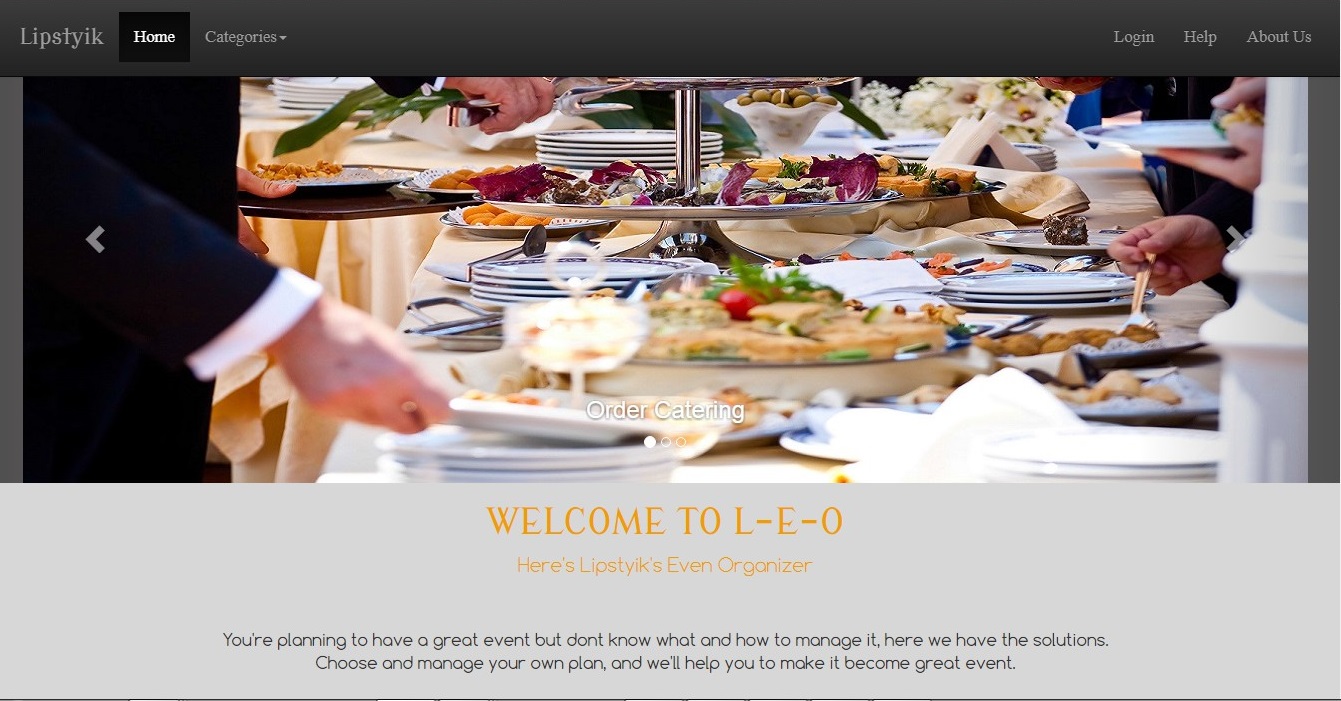 Lipstyik Home Categories Login Help About Us
Order Catering
WELCOME TO L-E-O
Here's Lipstyik's Even Organizer
You're planning to have a great event but dont know what and how to manage it, here we have the solutions.
Choose and manage your own plan, and we'll help you to make it become great event.